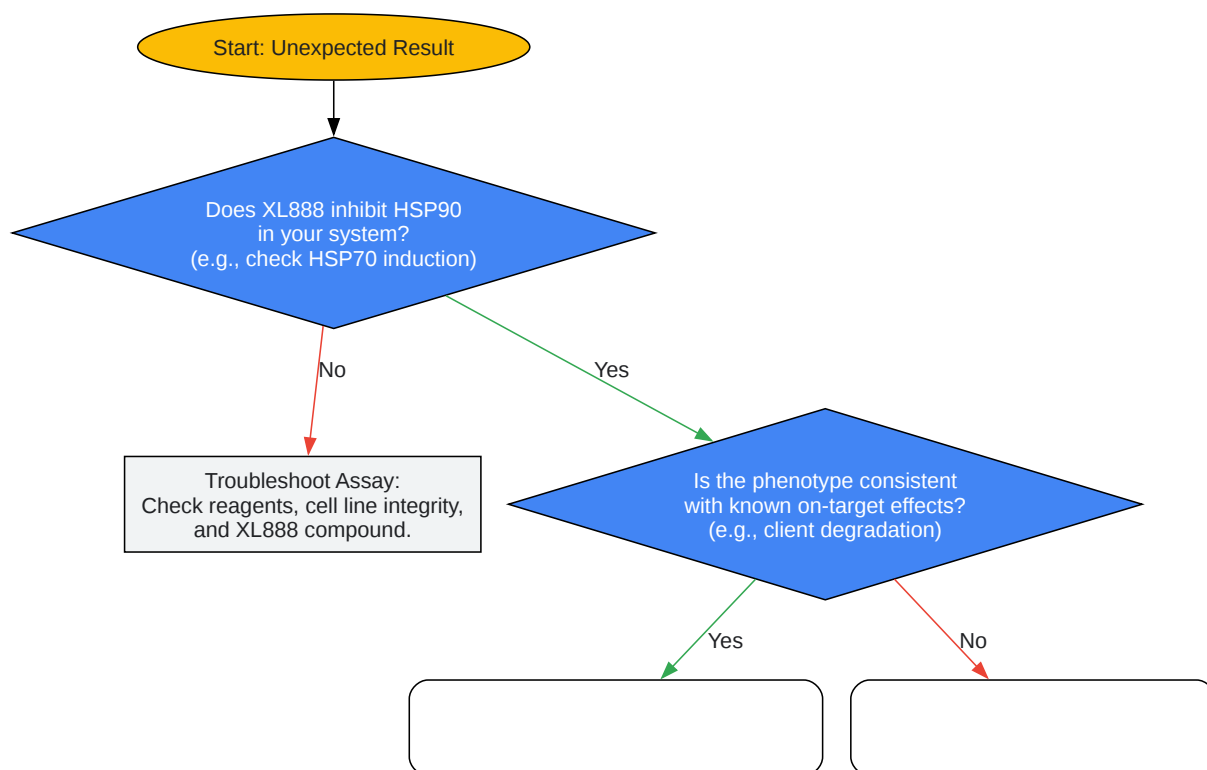 Start: Unexpected Result
Does XL888 inhibit HSP90
in your system?
(e.g., check HSP70 induction)
No
Yes
Troubleshoot Assay:
Check reagents, cell line integrity,
and XL888 compound.
Is the phenotype consistent
with known on-target effects?
(e.g., client degradation)
Yes
No